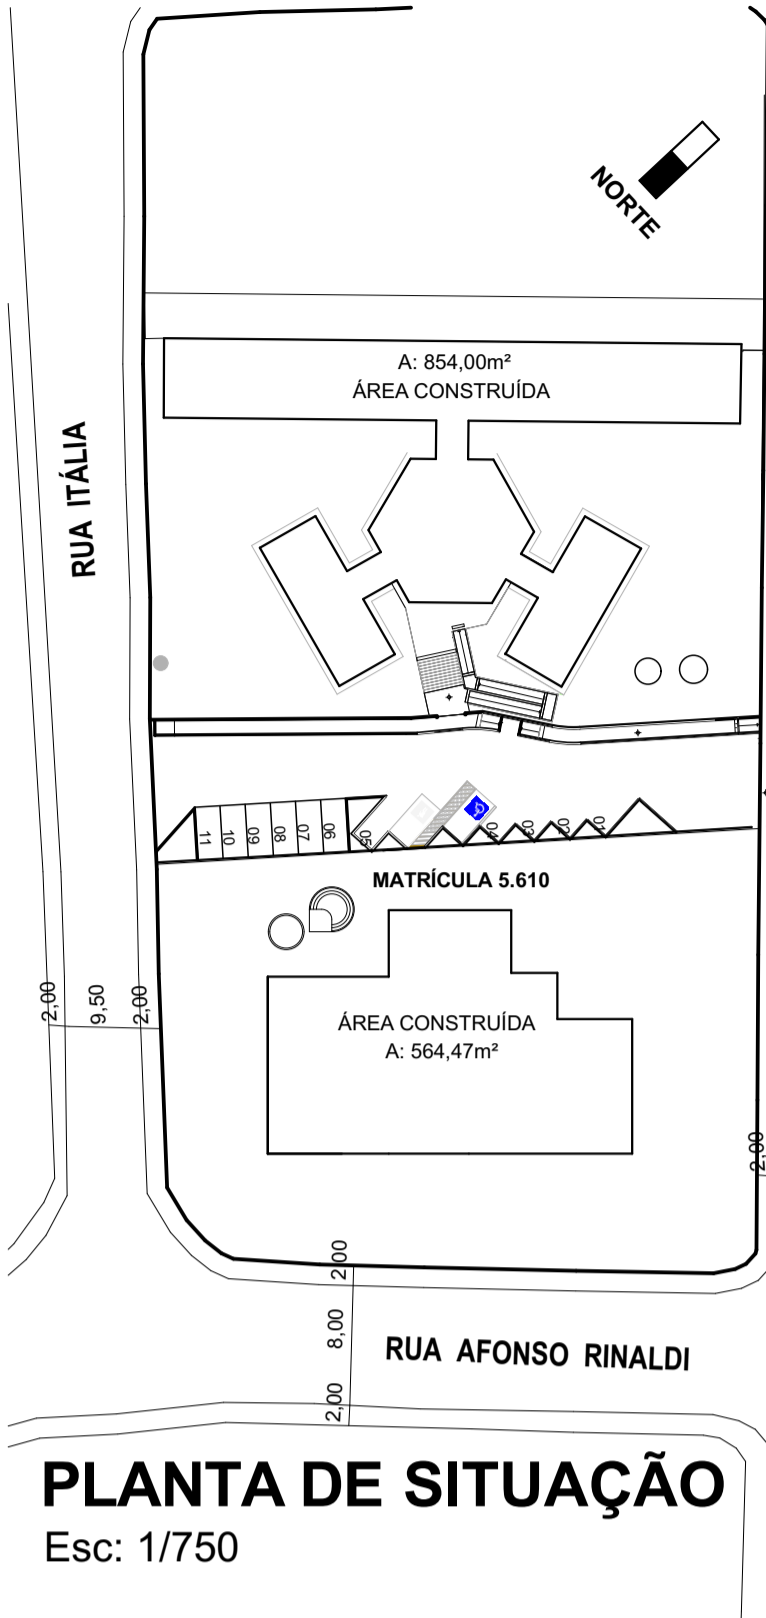 NORTE
A: 854,00m²
ÁREA CONSTRUÍDA
RUA ITÁLIA
11
10
09
08
07
06
05
04
03
02
01
MATRÍCULA 5.610
ÁREA CONSTRUÍDA
A: 564,47m²
2,00
9,50
2,00
2,00
2,00
8,00
2,00
RUA AFONSO RINALDI
PLANTA DE SITUAÇÃO
Esc: 1/750